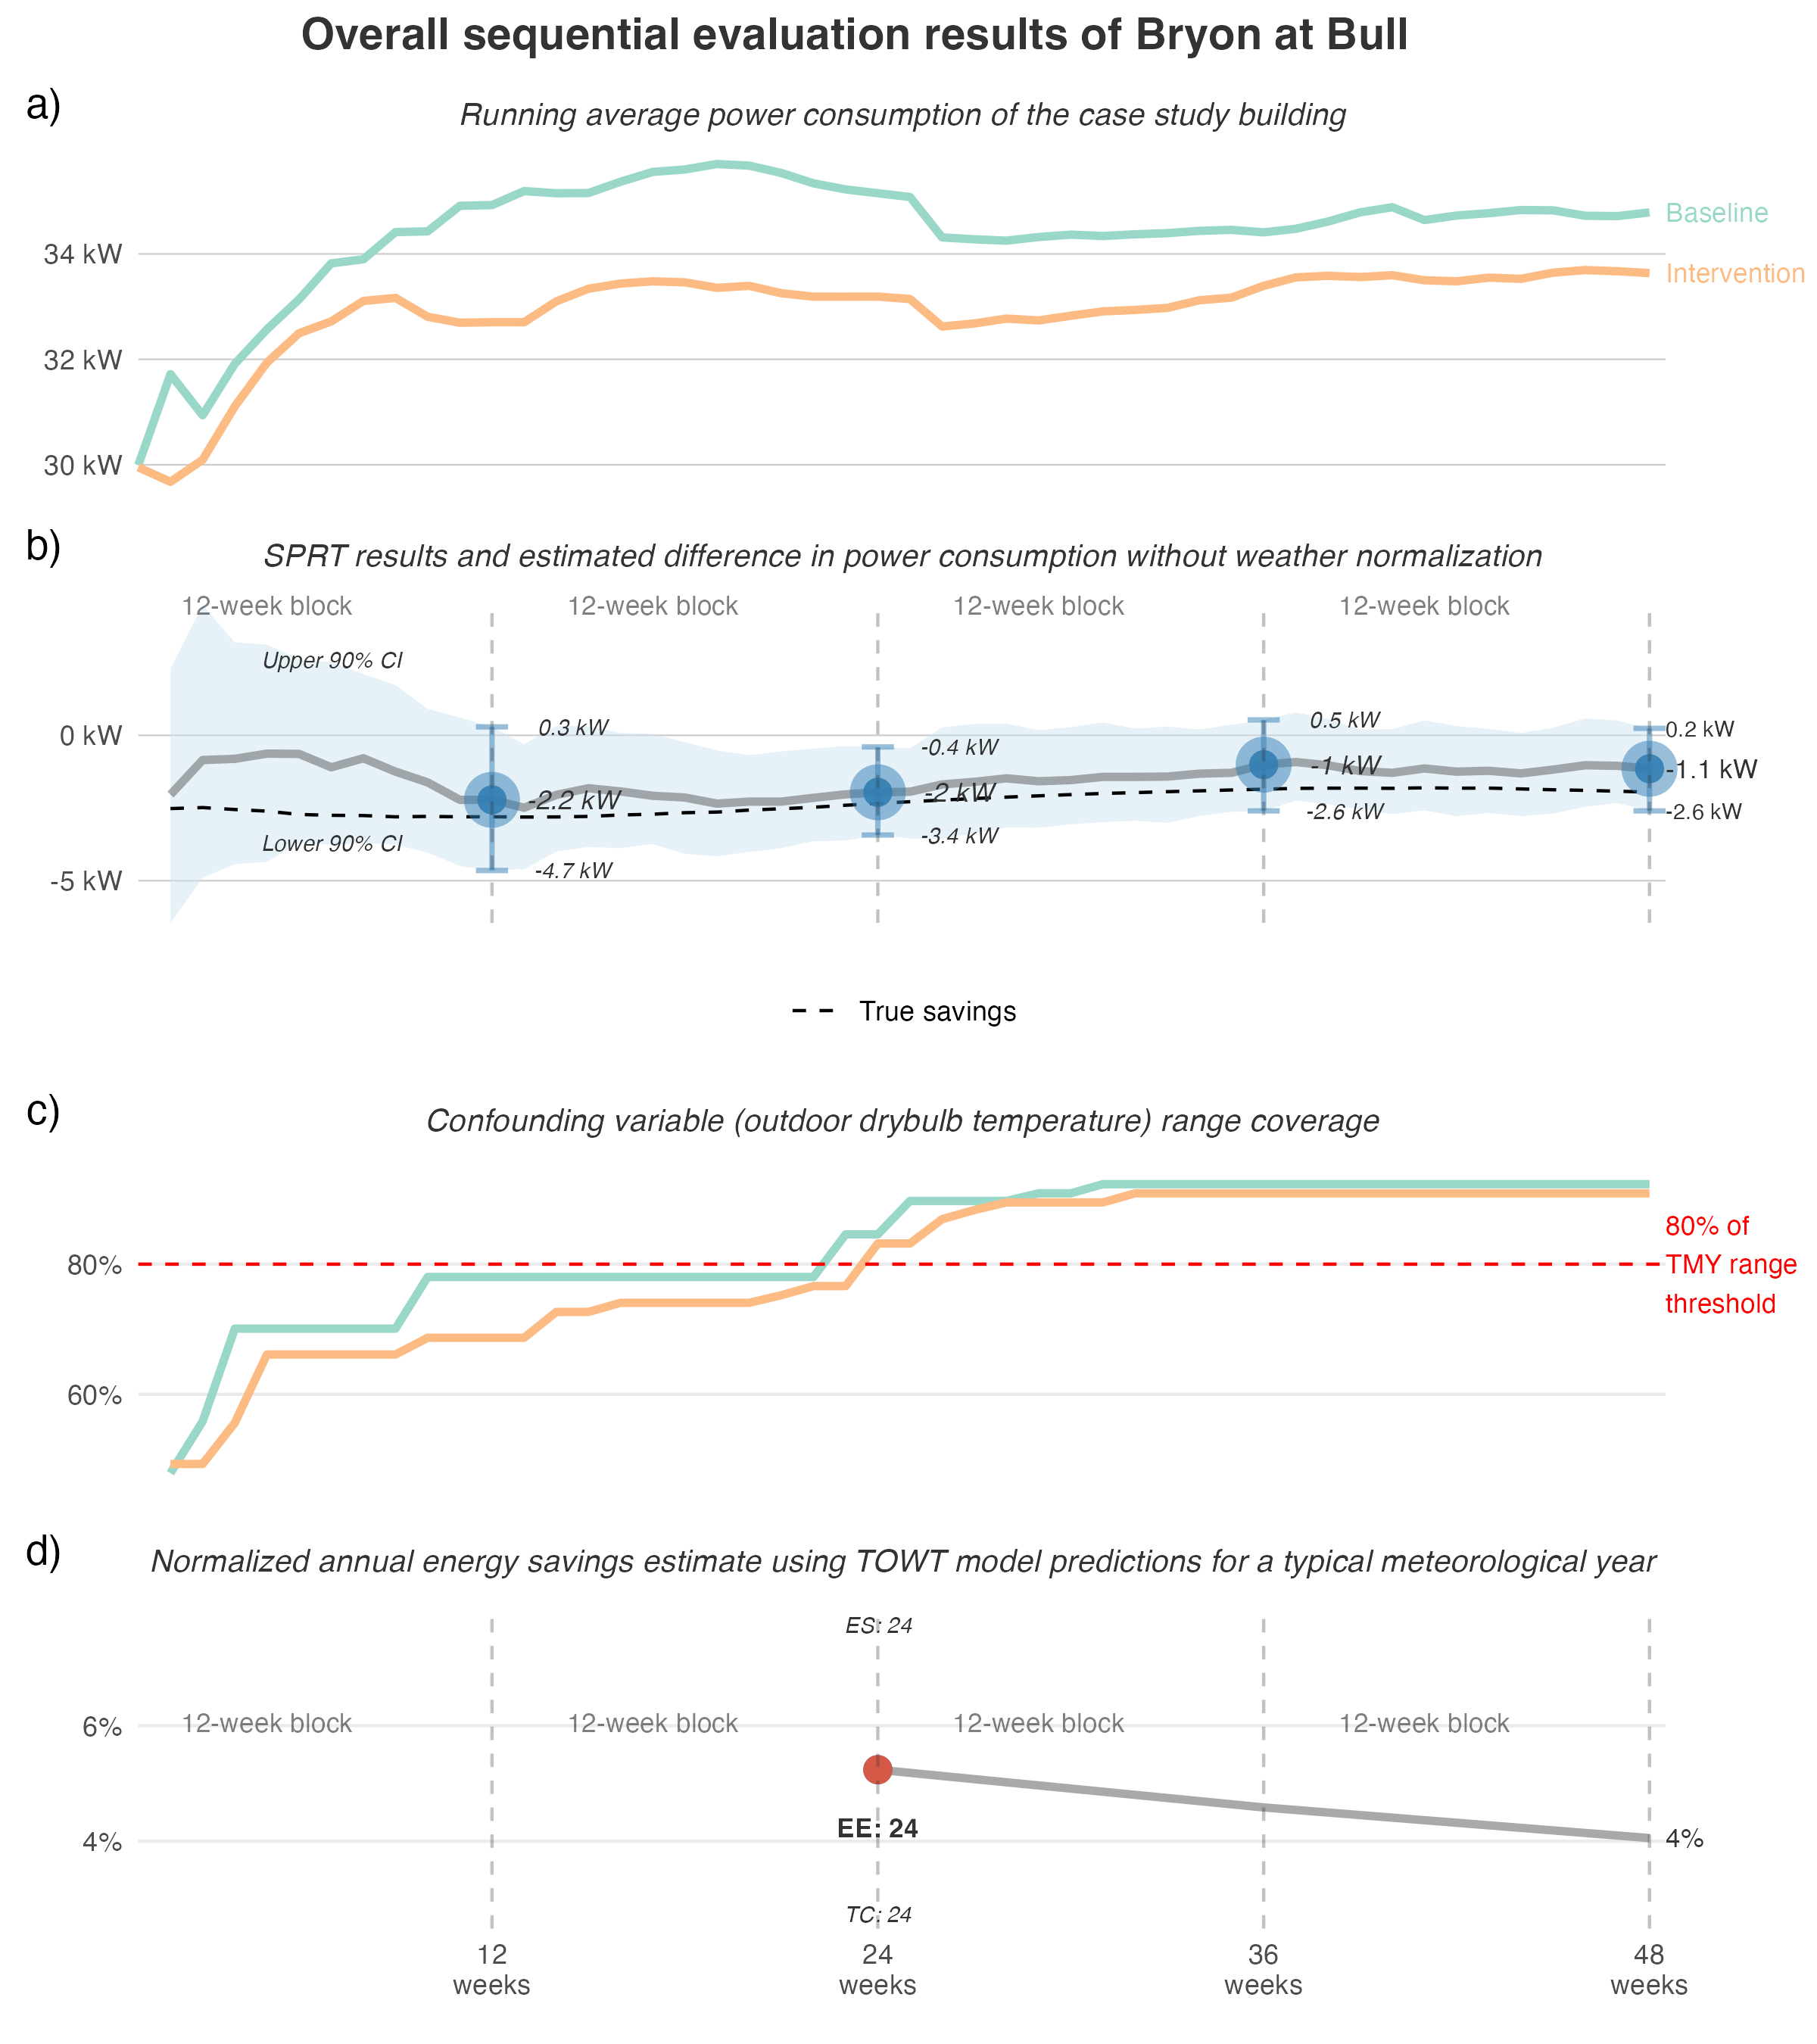 Overall sequential evaluation results of Bryon at Bull
a)
Running average power consumption of the case study building
Baseline
34 kW
Intervention
32 kW
30 kW
b)
SPRT results and estimated difference in power consumption without weather normalization
12-week block
12-week block
12-week block
12-week block
Upper 90% CI
0.3 kW
-0.4 kW
0.5 kW
0.2 kW
0 kW
-2.2 kW
-2 kW
-1 kW
-1.1 kW
Lower 90% CI
-4.7 kW
-3.4 kW
-2.6 kW
-2.6 kW
-5 kW
True savings
c)
Confounding variable (outdoor drybulb temperature) range coverage
80%
80% of
TMY range
threshold
60%
d)
Normalized annual energy savings estimate using TOWT model predictions for a typical meteorological year
ES: 24
6%
12-week block
12-week block
12-week block
12-week block
EE: 24
4%
4%
TC: 24
12
weeks
24
weeks
36
weeks
48
weeks